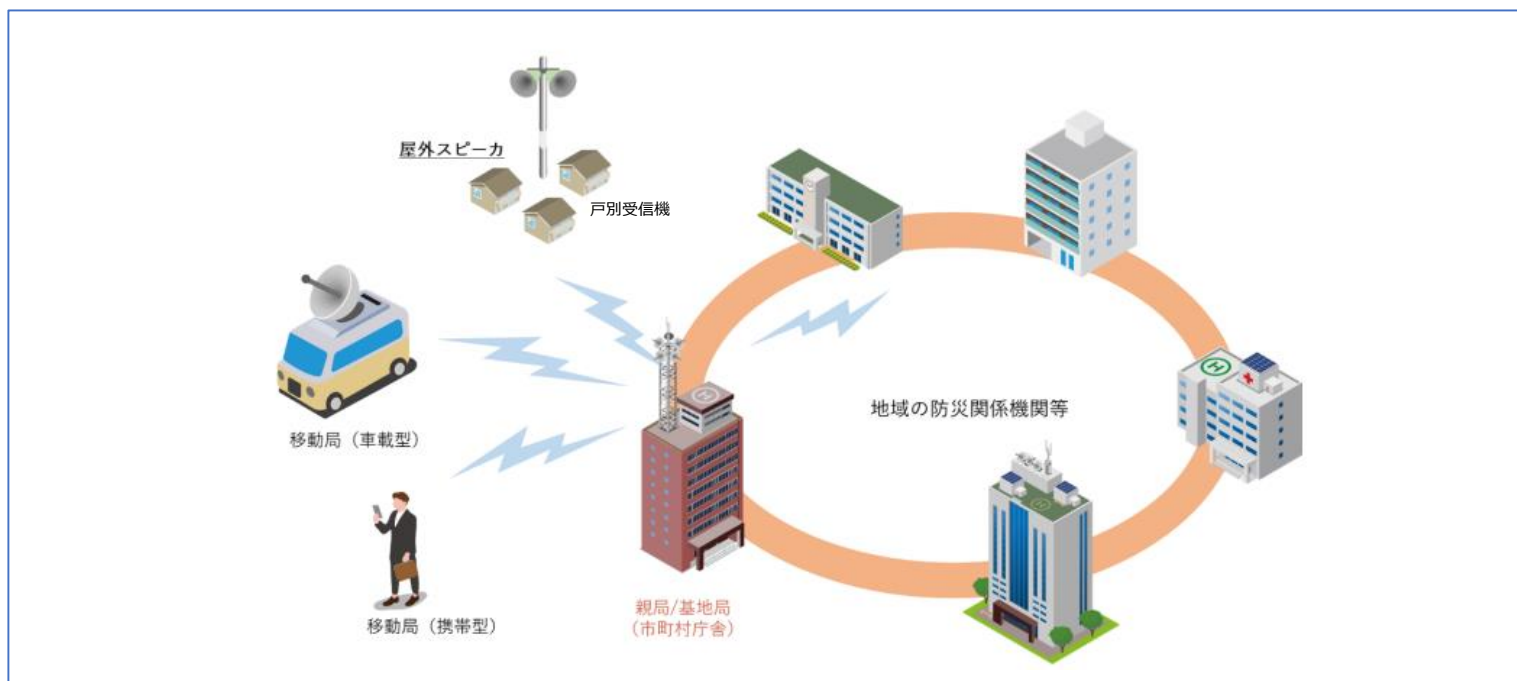 屋外スピーカ
戸別受信機
地域の防災関係機関等
移動局（車載型）
移動局（携帯型）
親局/基地局
（市町村庁舎）